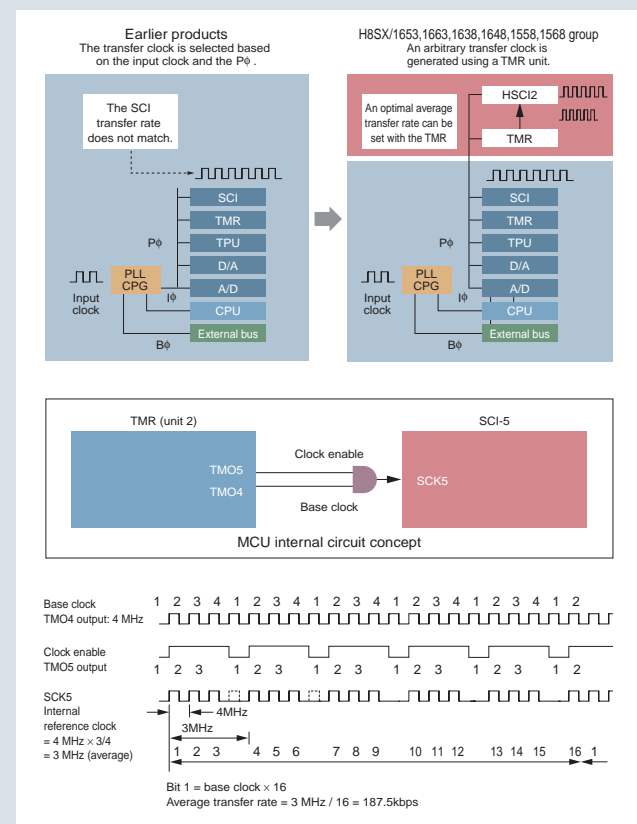 Earlier products
The transfer clock is selected based
on the input clock and the Pϕ .
The SCI
transfer rate
does not match.
SCI
TMR
TPU
D/A
A/D
CPU
External bus
Pϕ
PLL
CPG
Iϕ
Input
clock
Bϕ
H8SX/1653,1663,1638,1648,1558,1568 group
An arbitrary transfer clock is
generated using a TMR unit.
An optimal average
transfer rate can be
set with the TMR
HSCI2
TMR
SCI
TMR
TPU
D/A
A/D
CPU
External bus
Pϕ
PLL
CPG
Iϕ
Input
clock
Bϕ
TMR (unit 2)
SCI-5
TMO5
TMO4
Clock enable
Base clock
SCK5
MCU internal circuit concept
Base clock
TMO4 output: 4 MHz
1 2 3 4 1 2 3 4 1 2 3 4 1 2 3 4 1 2 3 4 1 2
Clock enable
TMO5 output
1 2 3 1 2 3 1 2 3 1 2 3 1 2 3 1 2
SCK5
Internal
reference clock
= 4 MHz × 3/4
= 3 MHz (average)
4MHz
3MHz
1 2 3 4 5 6 7 8 9 10 11 12 13 14 15 16 1
Bit 1 = base clock × 16
Average transfer rate = 3 MHz / 16 = 187.5kbps